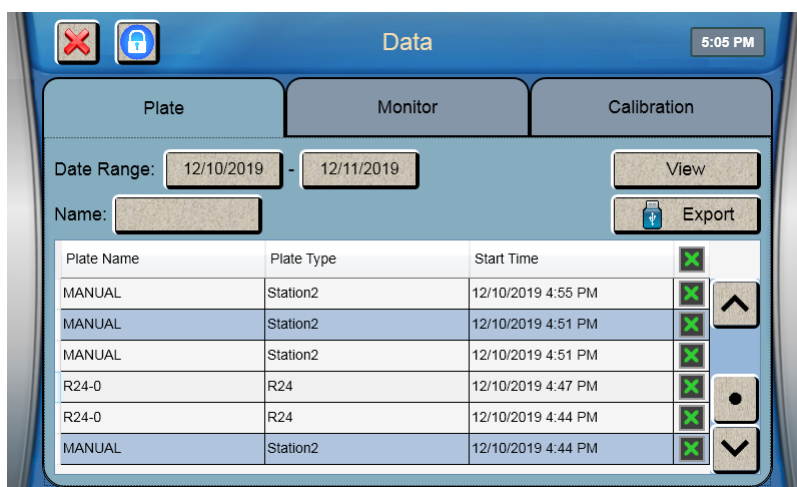 Data
5:05 PM
Plate Monitor Calibration
Date Range: 12/10/2019 - 12/11/2019 View
Name: Export
Plate Name Plate Type Start Time
MANUAL Station2 12/10/2019 4:55 PM
MANUAL Station2 12/10/2019 4:51 PM
MANUAL Station2 12/10/2019 4:51 PM
R24-0 R24 12/10/2019 4:47 PM
R24-0 R24 12/10/2019 4:44 PM
MANUAL Station2 12/10/2019 4:44 PM